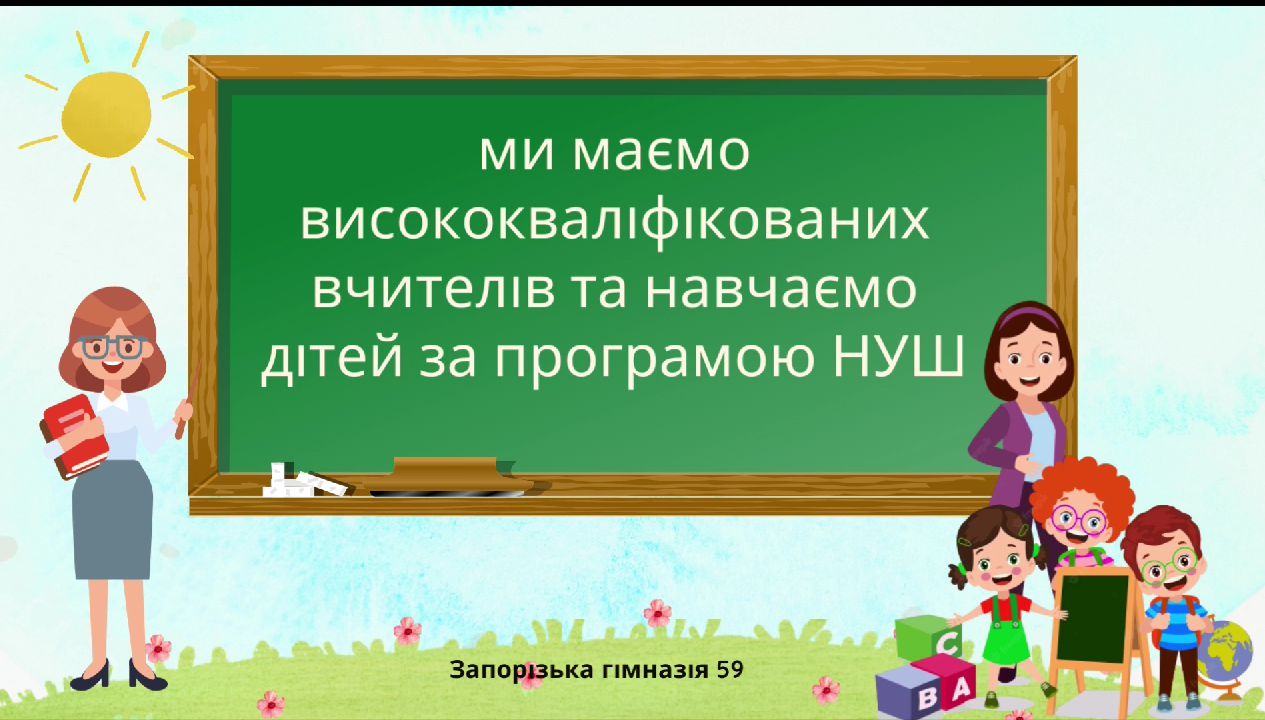 ми маємо
висококваліфікованих
вчителів та навчаємо
дітей за програмою НУШ
Запорізька гімназія 59
C
B A